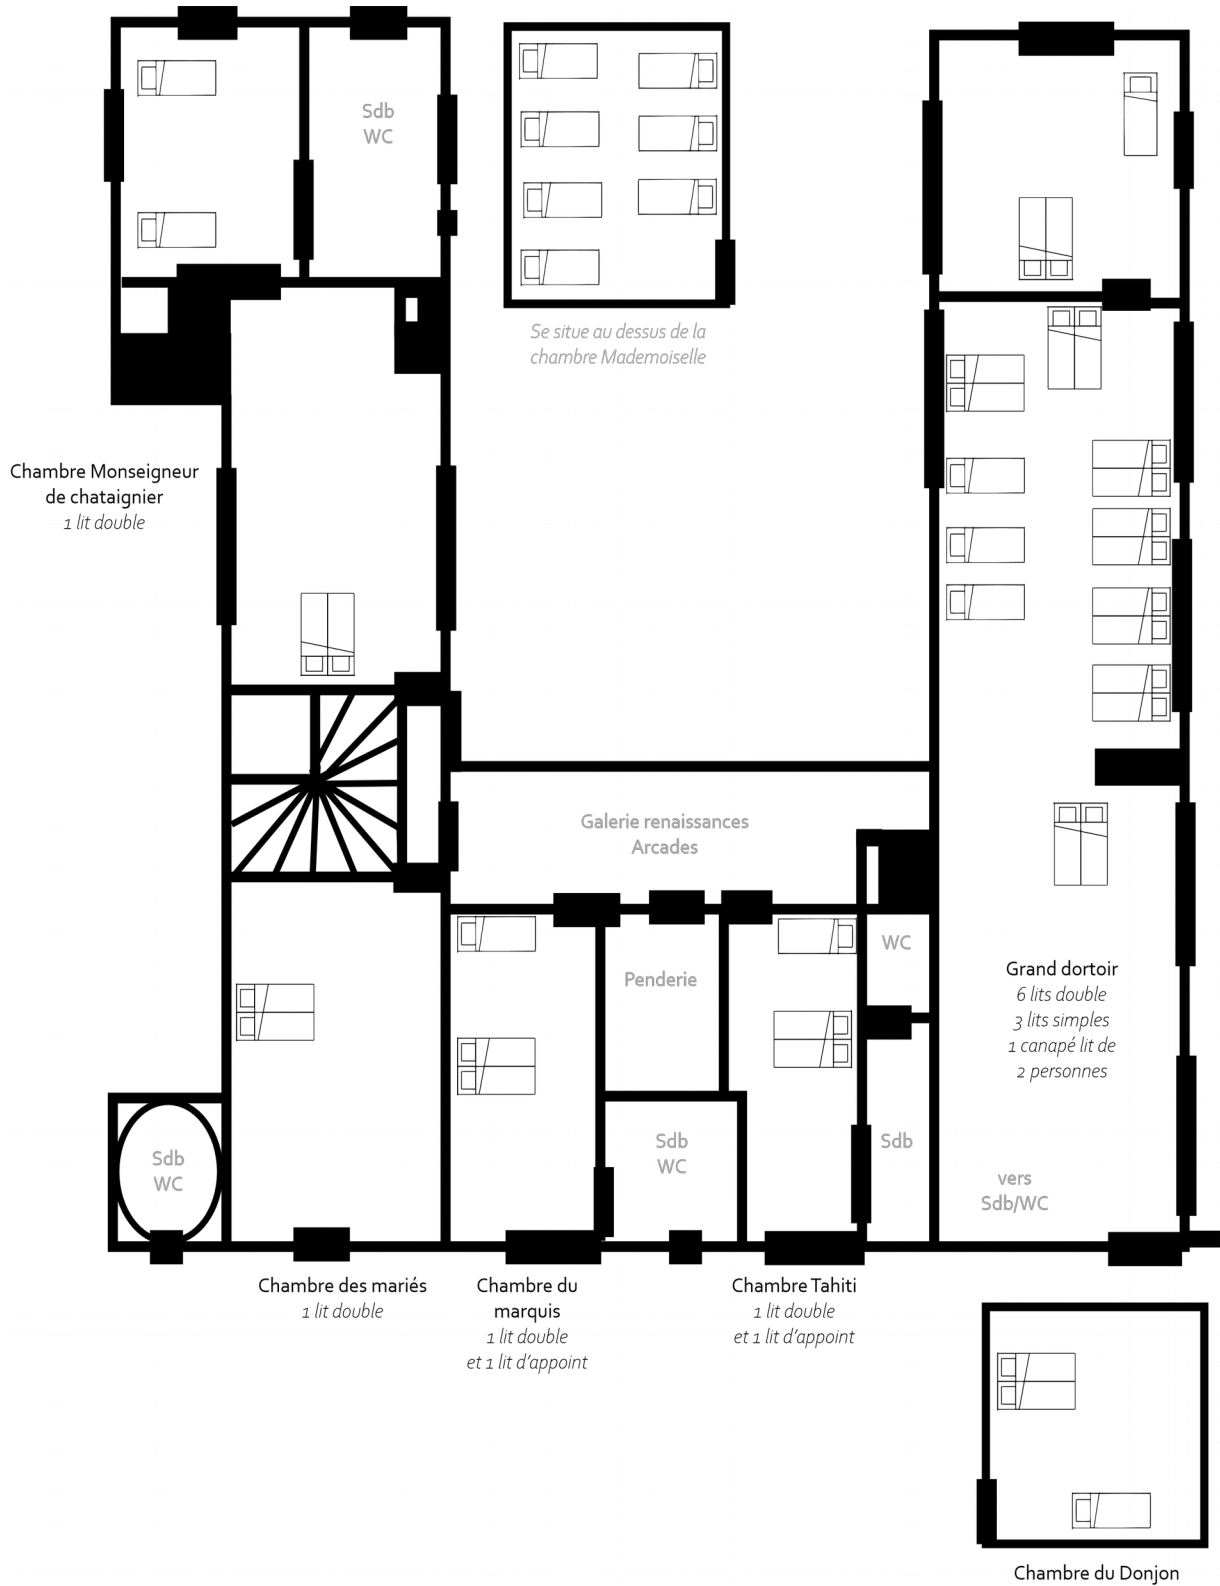 Sdb
WC
Se situe au dessus de la
chambre Mademoiselle
Chambre Monseigneur
de chataignier
1 lit double
Galerie renaissances
Arcades
WC
Penderie
Grand dortoir
6 lits double
3 lits simples
1 canapé lit de
2 personnes
Sdb
WC
Sdb
WC
Sdb
vers
Sdb/WC
Chambre des mariés
1 lit double
Chambre du
marquis
1 lit double
et 1 lit d'appoint
Chambre Tahiti
1 lit double
et 1 lit d'appoint
Chambre du Donjon